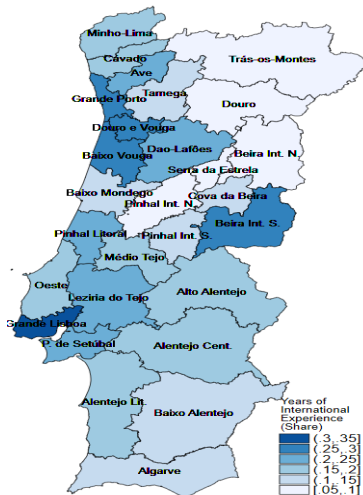 Minho-Lima
Cávado
Trás-os-Montes
Ave
Tamega
Grande Porto
Douro
Douro e Vouga
Dao-Lafões
Beira Int. N.
Baixo Vouga
Serra da Estrela
Baixo Mondego
Cova da Beira
Pinhal Int. N.
Beira Int. S.
Pinhal Litoral
Pinhal Int. S.
Médio Tejo
Oeste
Alto Alentejo
Leziria do Tejo
Grande Lisboa
P. de Setúbal
Alentejo Cent.
Alentejo Lit.
Baixo Alentejo
Algarve
Years of
International
Experience
(Share)
(.3,.35]
(.25,.3]
(.2,.25]
(.15,.2]
(.1,.15]
[.05,.1]